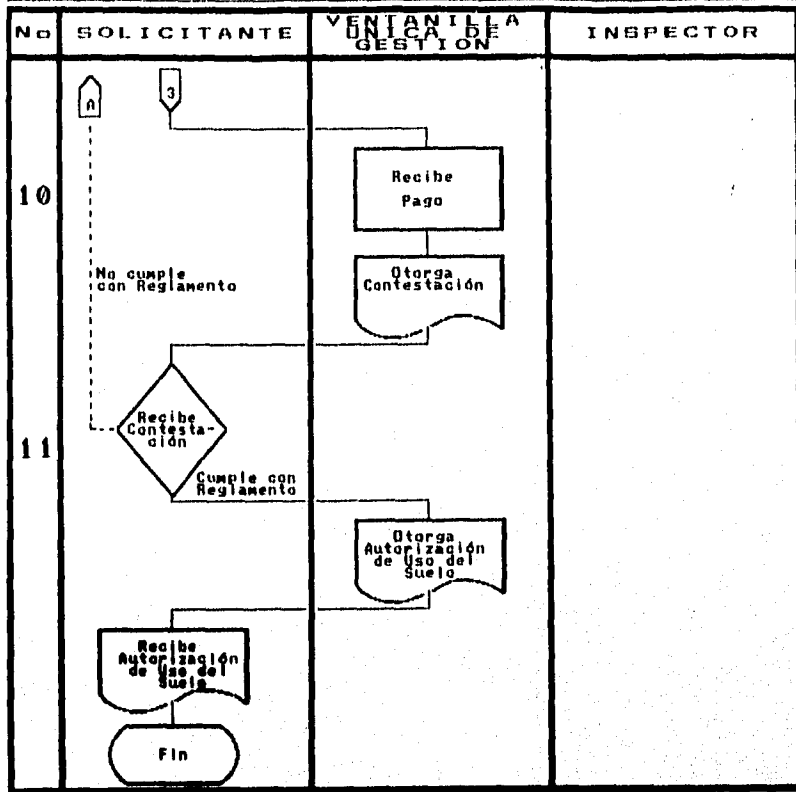 No
SOLICITANTE
VENTANILLA
UNICA DE
GESTION
INSPECTOR
A
3
10
Recibe
Pago
Otorga
Contestación
No cumple
con Reglamento
11
Recibe
Contesta-
ción
Cumple con
Reglamento
Otorga
Autorización
de Uso del
Suelo
Recibe
Autorización
de Uso del
Suelo
Fin